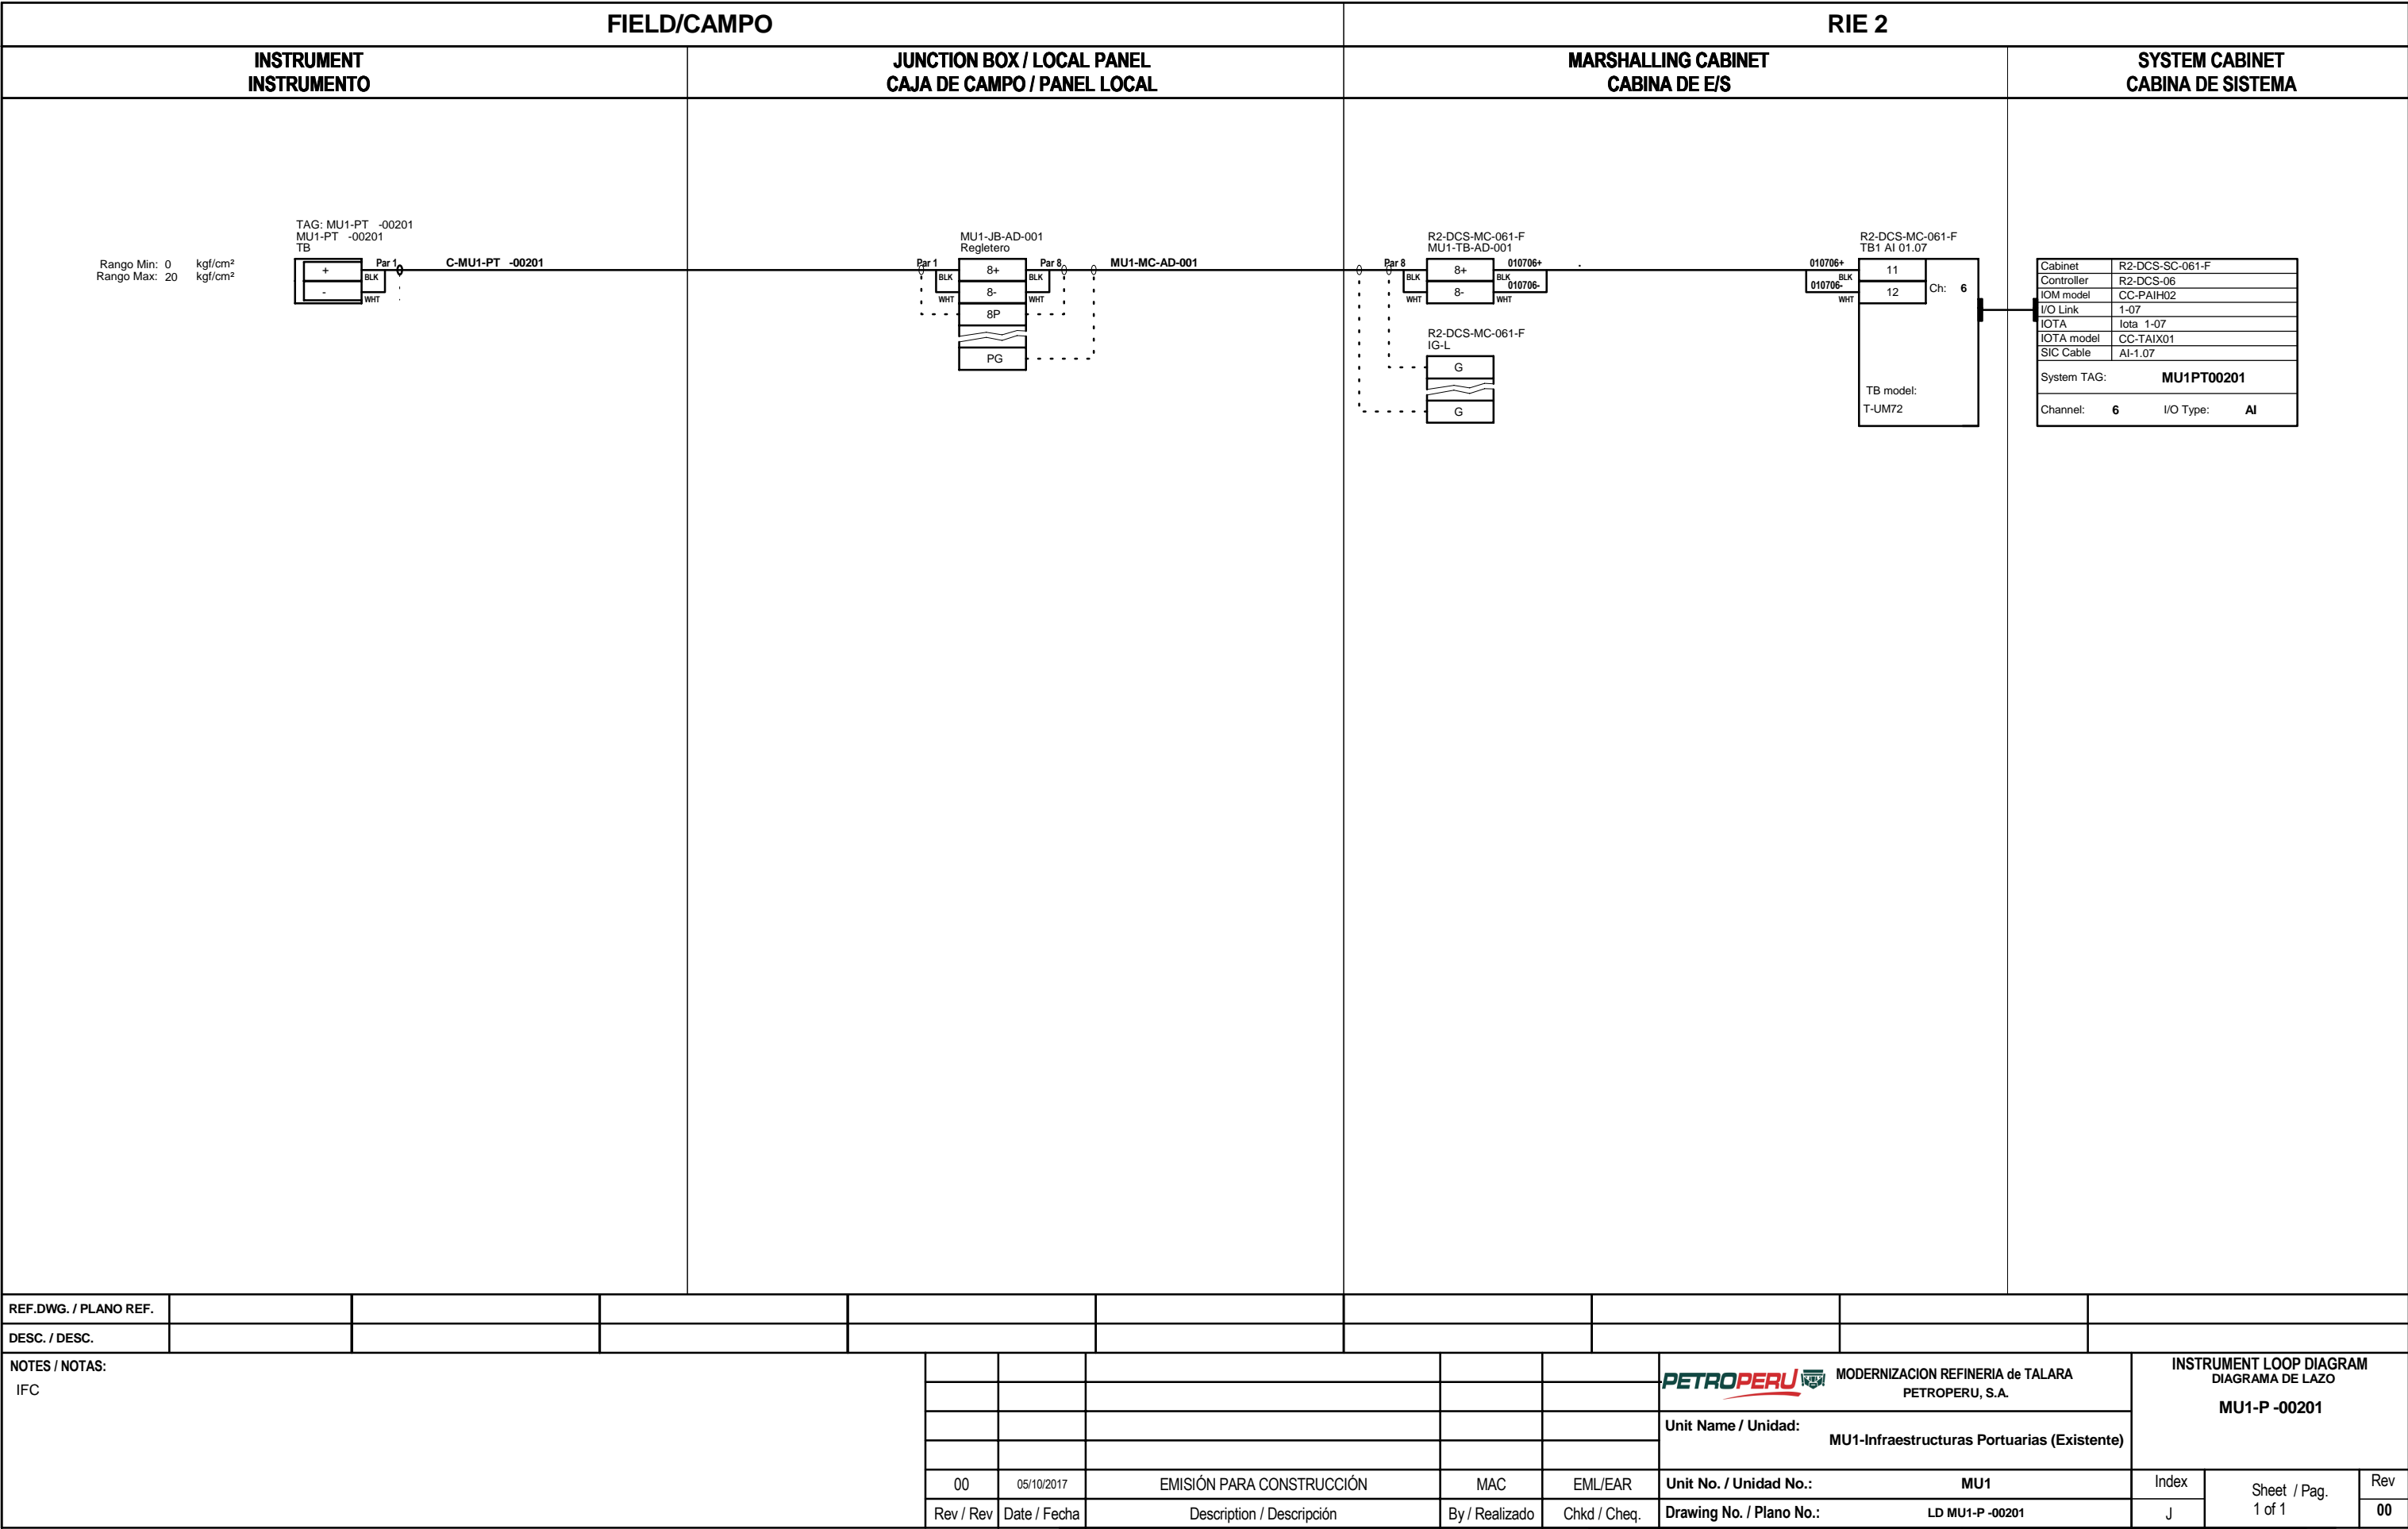 FIELD/CAMPO
RIE 2
INSTRUMENT
INSTRUMENTO
JUNCTION BOX / LOCAL PANEL
CAJA DE CAMPO / PANEL LOCAL
MARSHALLING CABINET
CABINA DE E/S
SYSTEM CABINET
CABINA DE SISTEMA
Rango Min: 0 kgf/cm²
Rango Max: 20 kgf/cm²
TAG: MU1-PT -00201
MU1-PT -00201
TB
+
-
Par 1
BLK
WHT
C-MU1-PT -00201
MU1-JB-AD-001
Regletero
Par 1
BLK
WHT
8+
8-
8P
PG
Par 8
BLK
WHT
MU1-MC-AD-001
R2-DCS-MC-061-F
MU1-TB-AD-001
Par 8
BLK
WHT
8+
8-
010706+
BLK
010706-
WHT
R2-DCS-MC-061-F
IG-L
G
G
R2-DCS-MC-061-F
TB1 AI 01.07
010706+
BLK
010706-
WHT
11
12
Ch: 6
TB model:
T-UM72
Cabinet R2-DCS-SC-061-F
Controller R2-DCS-06
IOM model CC-PAIH02
I/O Link 1-07
IOTA Iota 1-07
IOTA model CC-TAIX01
SIC Cable AI-1.07
System TAG: MU1PT00201
Channel: 6 I/O Type: AI
REF.DWG. / PLANO REF.
DESC. / DESC.
NOTES / NOTAS:
IFC
00 05/10/2017 EMISIÓN PARA CONSTRUCCIÓN MAC EML/EAR
Rev / Rev Date / Fecha Description / Descripción By / Realizado Chkd / Cheq.
PETROPERU
MODERNIZACION REFINERIA de TALARA
PETROPERU, S.A.
Unit Name / Unidad:
MU1-Infraestructuras Portuarias (Existente)
Unit No. / Unidad No.: MU1
Drawing No. / Plano No.: LD MU1-P -00201
INSTRUMENT LOOP DIAGRAM
DIAGRAMA DE LAZO
MU1-P -00201
Index
J
Sheet / Pag.
1 of 1
Rev
00